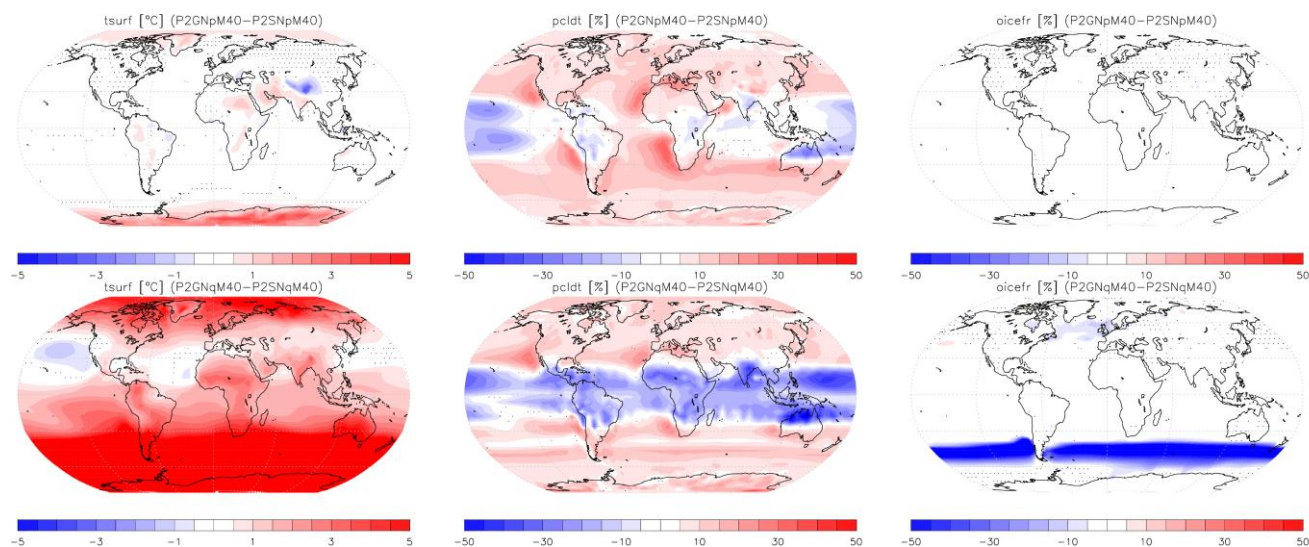 tsurf [°C] (P2GNpM40−P2SNpM40)
pcldt [%] (P2GNpM40−P2SNpM40)
oicefr [%] (P2GNpM40−P2SNpM40)
−5 −3 −1 1 3 5
−50 −30 −10 10 30 50
−50 −30 −10 10 30 50
tsurf [°C] (P2GNqM40−P2SNqM40)
pcldt [%] (P2GNqM40−P2SNqM40)
oicefr [%] (P2GNqM40−P2SNqM40)
−5 −3 −1 1 3 5
−50 −30 −10 10 30 50
−50 −30 −10 10 30 50